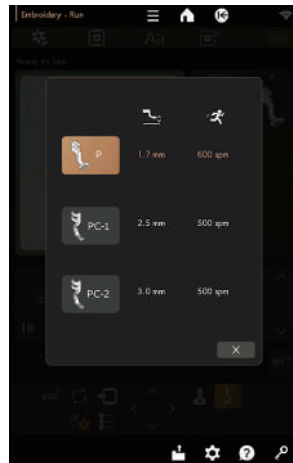 Embroidery - Run
Aa
Ready to Sew
P 1.7 mm 600 spm
PC-1 2.5 mm 500 spm
PC-2 3.0 mm 500 spm